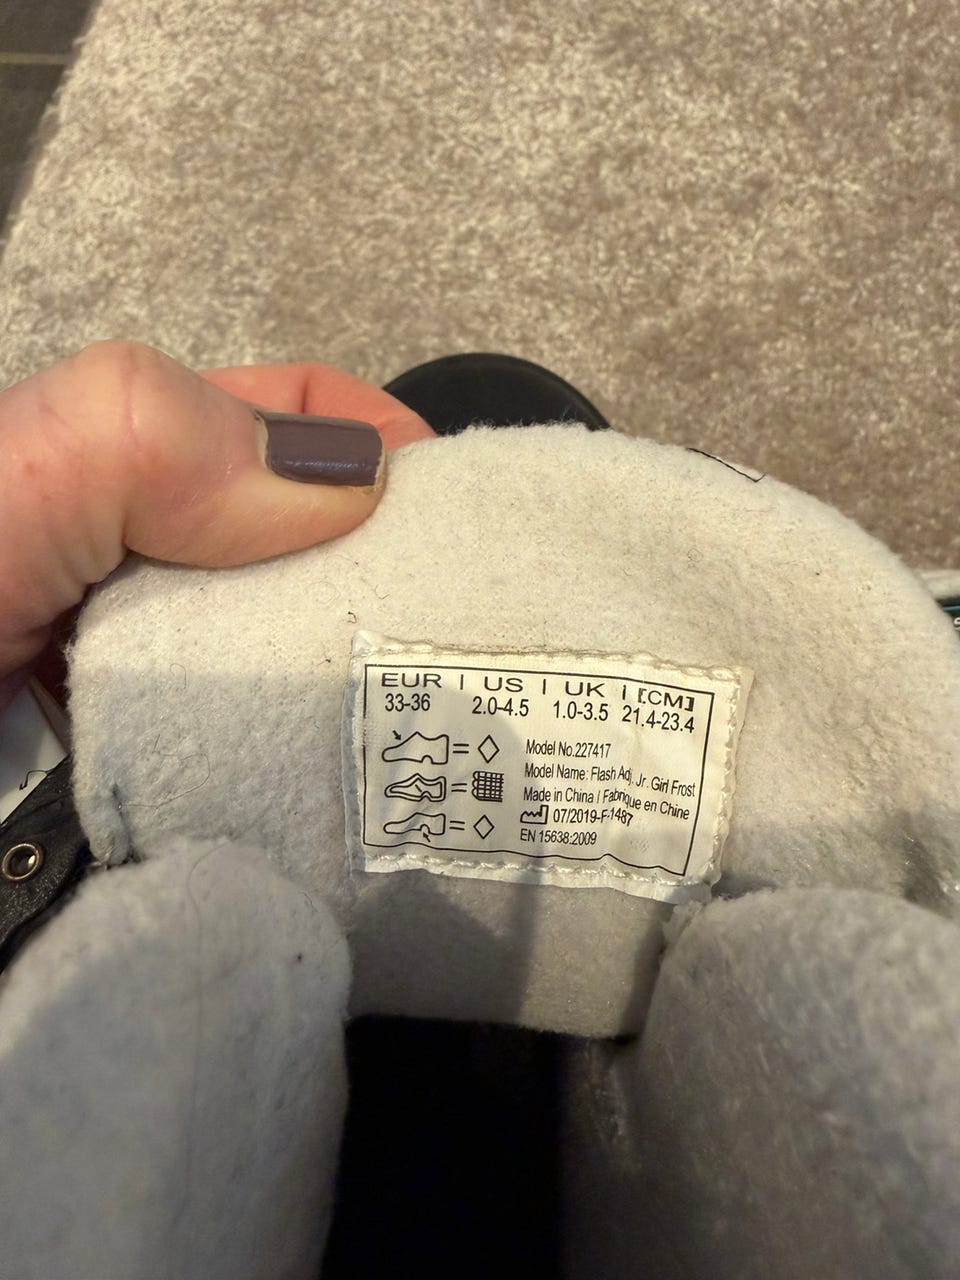 EUR | US | UK | [CM]
33-36 2.0-4.5 1.0-3.5 21.4-23.4
Model No.227417
Model Name: Flash Adj. Jr. Girl Frost
Made in China / Fabrique en Chine
07/2019-F-1487
EN 15638:2009